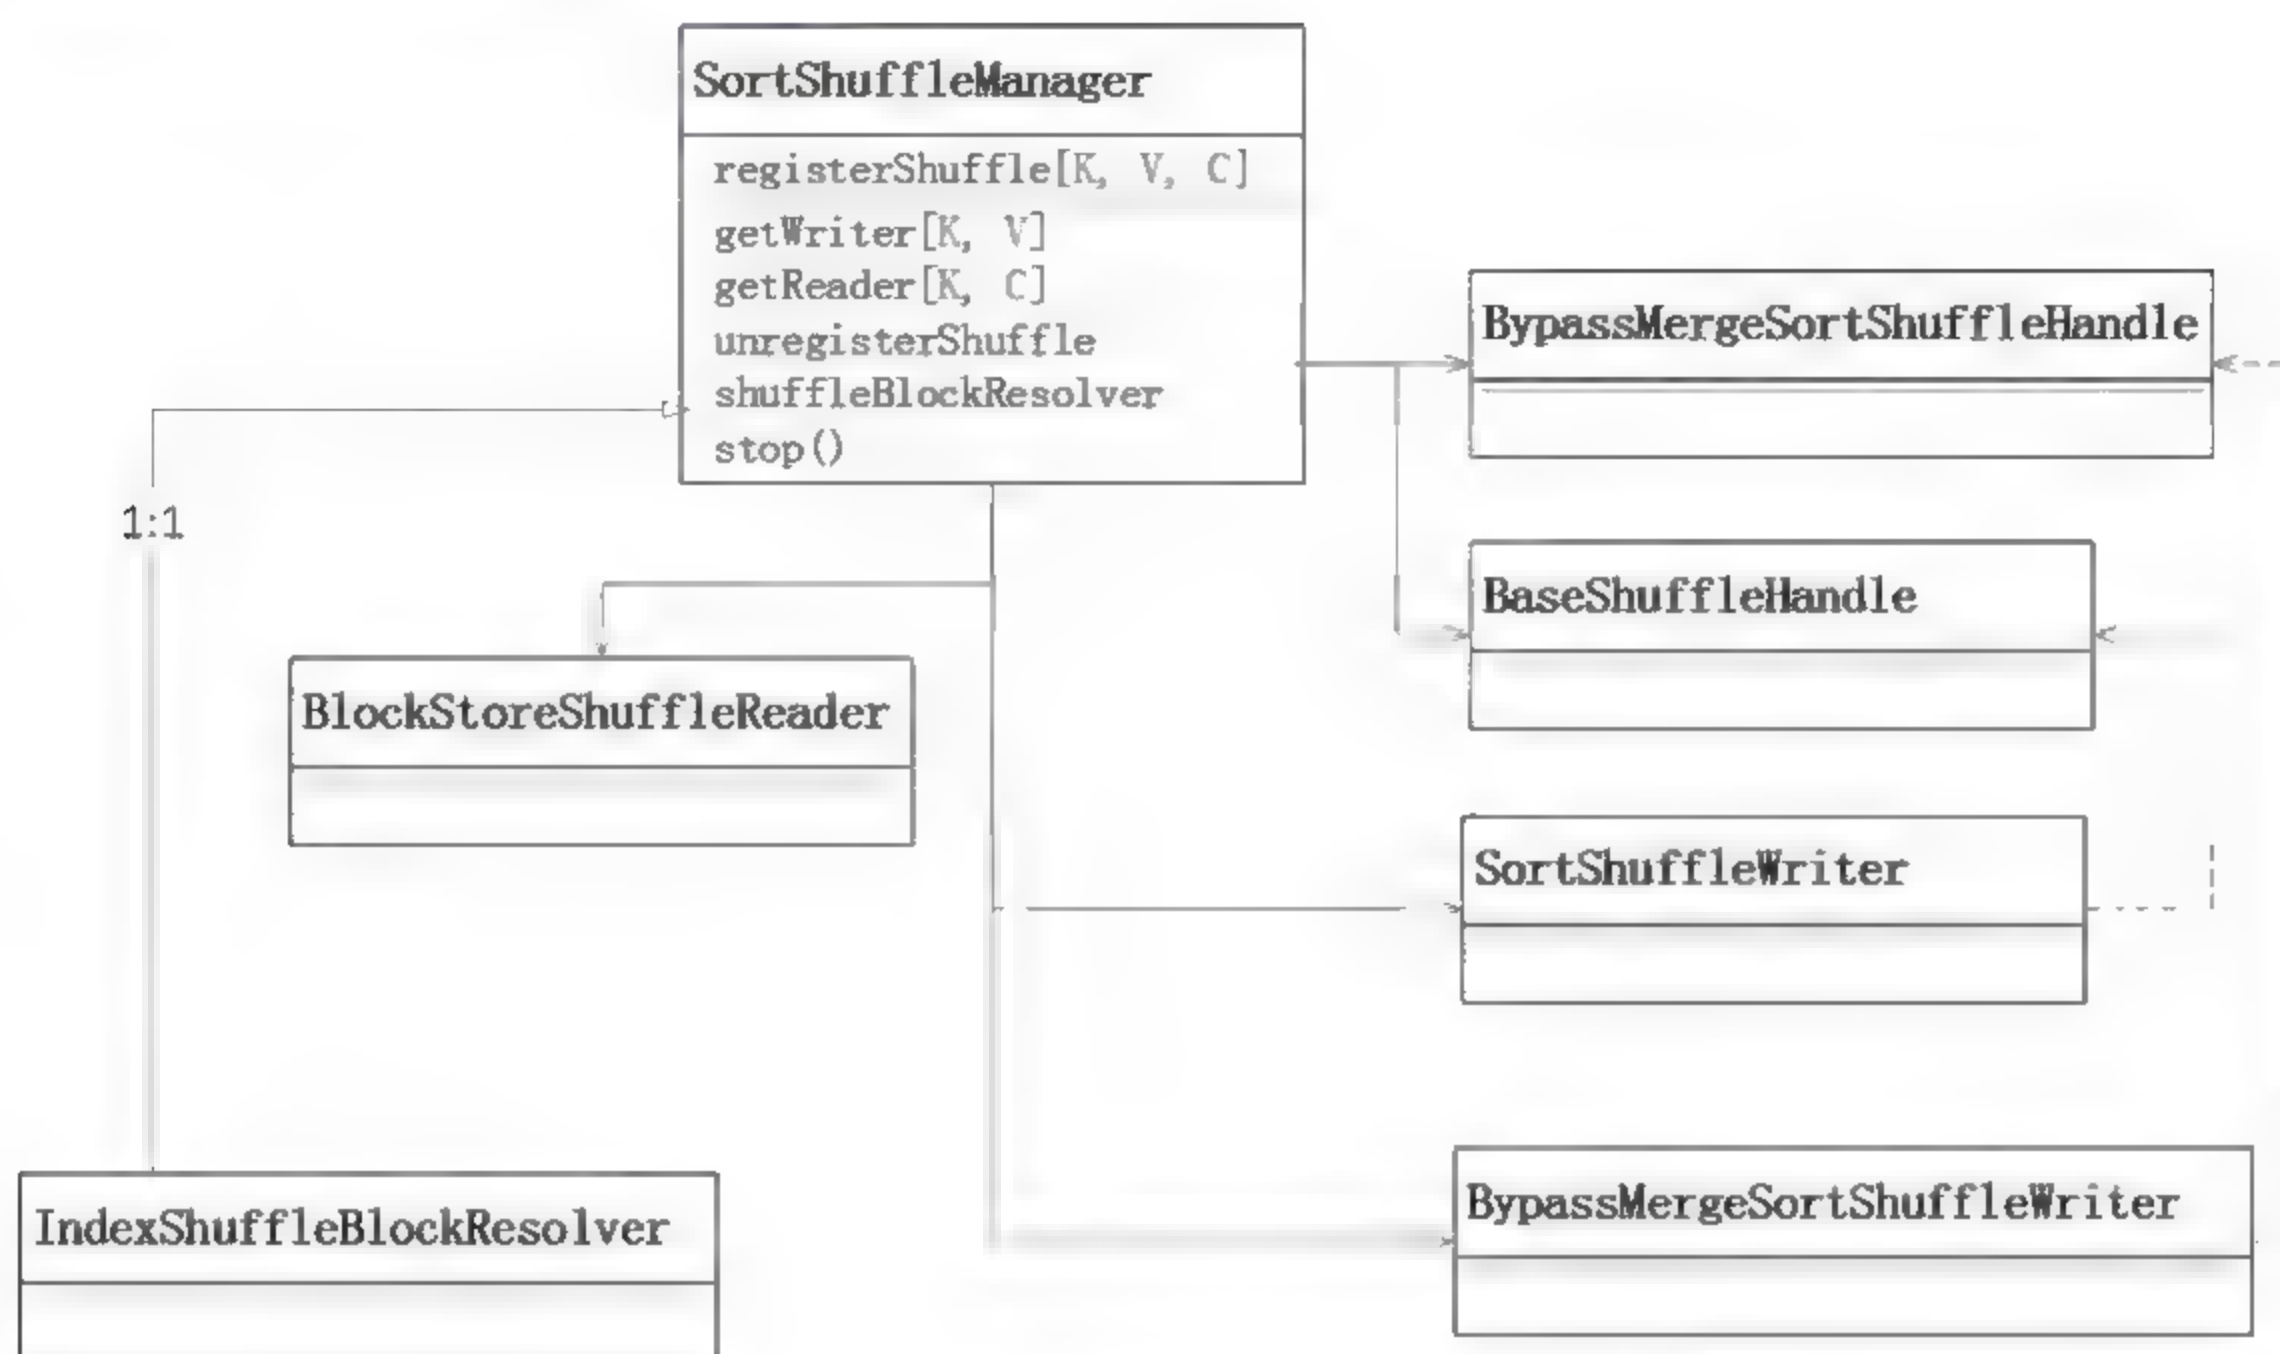 SortShuffleManager
registerShuffle[K, V, C]
getWriter[K, V]
getReader[K, C]
unregisterShuffle
shuffleBlockResolver
stop()
BypassMergeSortShuffleHandle
1:1
BaseShuffleHandle
BlockStoreShuffleReader
SortShuffleWriter
BypassMergeSortShuffleWriter
IndexShuffleBlockResolver